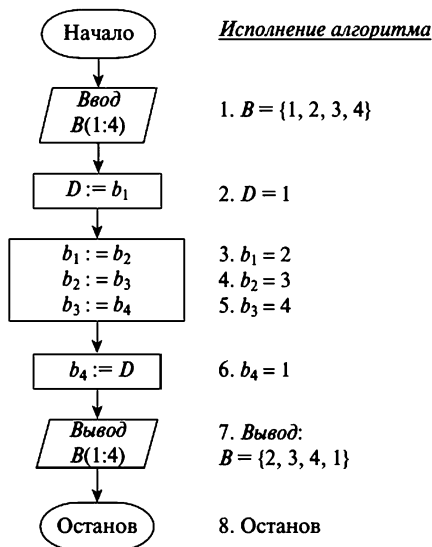 Начало
Исполнение алгоритма
Ввод
B(1:4)
1. B = {1, 2, 3, 4}
D := b₁
2. D = 1
b₁ := b₂
3. b₁ = 2
b₂ := b₃
4. b₂ = 3
b₃ := b₄
5. b₃ = 4
b₄ := D
6. b₄ = 1
Вывод
B(1:4)
7. Вывод:
B = {2, 3, 4, 1}
Останов
8. Останов